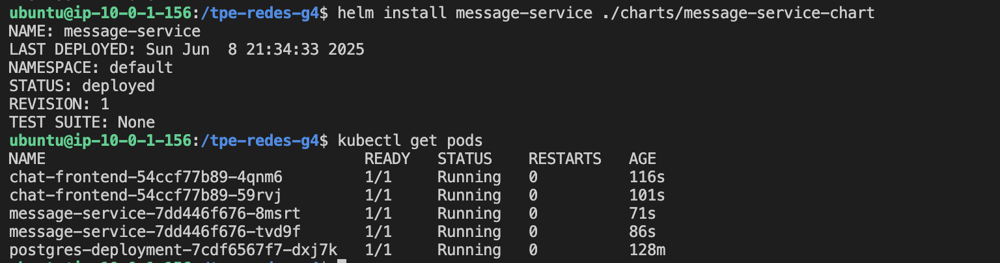 ubuntu@ip-10-0-1-156:/tpe-redes-g4$ helm install message-service ./charts/message-service-chart
NAME: message-service
LAST DEPLOYED: Sun Jun  8 21:34:33 2025
NAMESPACE: default
STATUS: deployed
REVISION: 1
TEST SUITE: None
ubuntu@ip-10-0-1-156:/tpe-redes-g4$ kubectl get pods
NAME                                   READY   STATUS    RESTARTS   AGE
chat-frontend-54ccf77b89-4qnm6         1/1     Running   0          116s
chat-frontend-54ccf77b89-59rvj         1/1     Running   0          101s
message-service-7dd446f676-8msrt       1/1     Running   0          71s
message-service-7dd446f676-tvd9f       1/1     Running   0          86s
postgres-deployment-7cdf6567f7-dxj7k   1/1     Running   0          128m